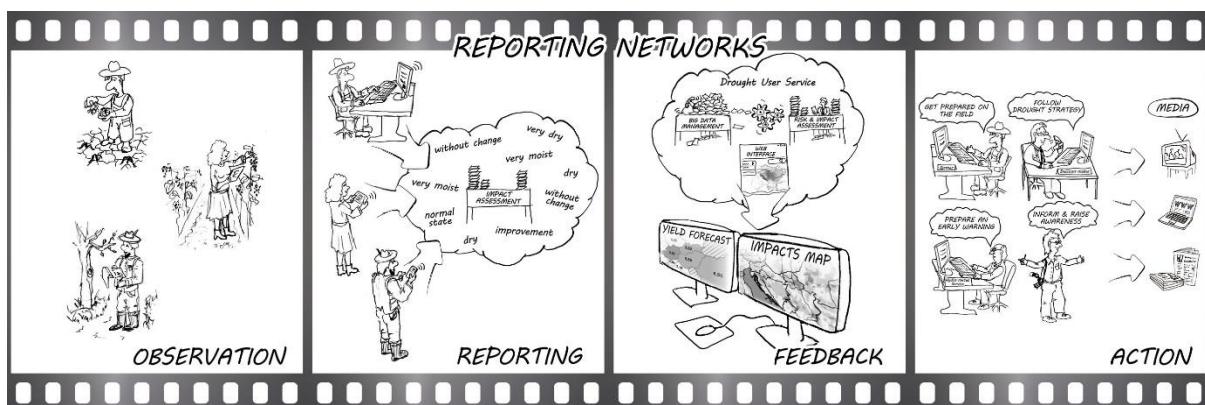 REPORTING NETWORKS
OBSERVATION
without change
very dry
very moist
dry
very moist
without
change
IMPACT
ASSESSMENT
normal
state
improvement
dry
REPORTING
Drought User Service
BIG DATA
MANAGEMENT
RISK & IMPACT
ASSESSMENT
WEB
INTERFACE
YIELD FORECAST
IMPACTS MAP
FEEDBACK
GET PREPARED ON
THE FIELD
FOLLOW
DROUGHT STRATEGY
MEDIA
PREPARE AN
EARLY WARNING
INFORM & RAISE
AWARENESS
WWW
ACTION